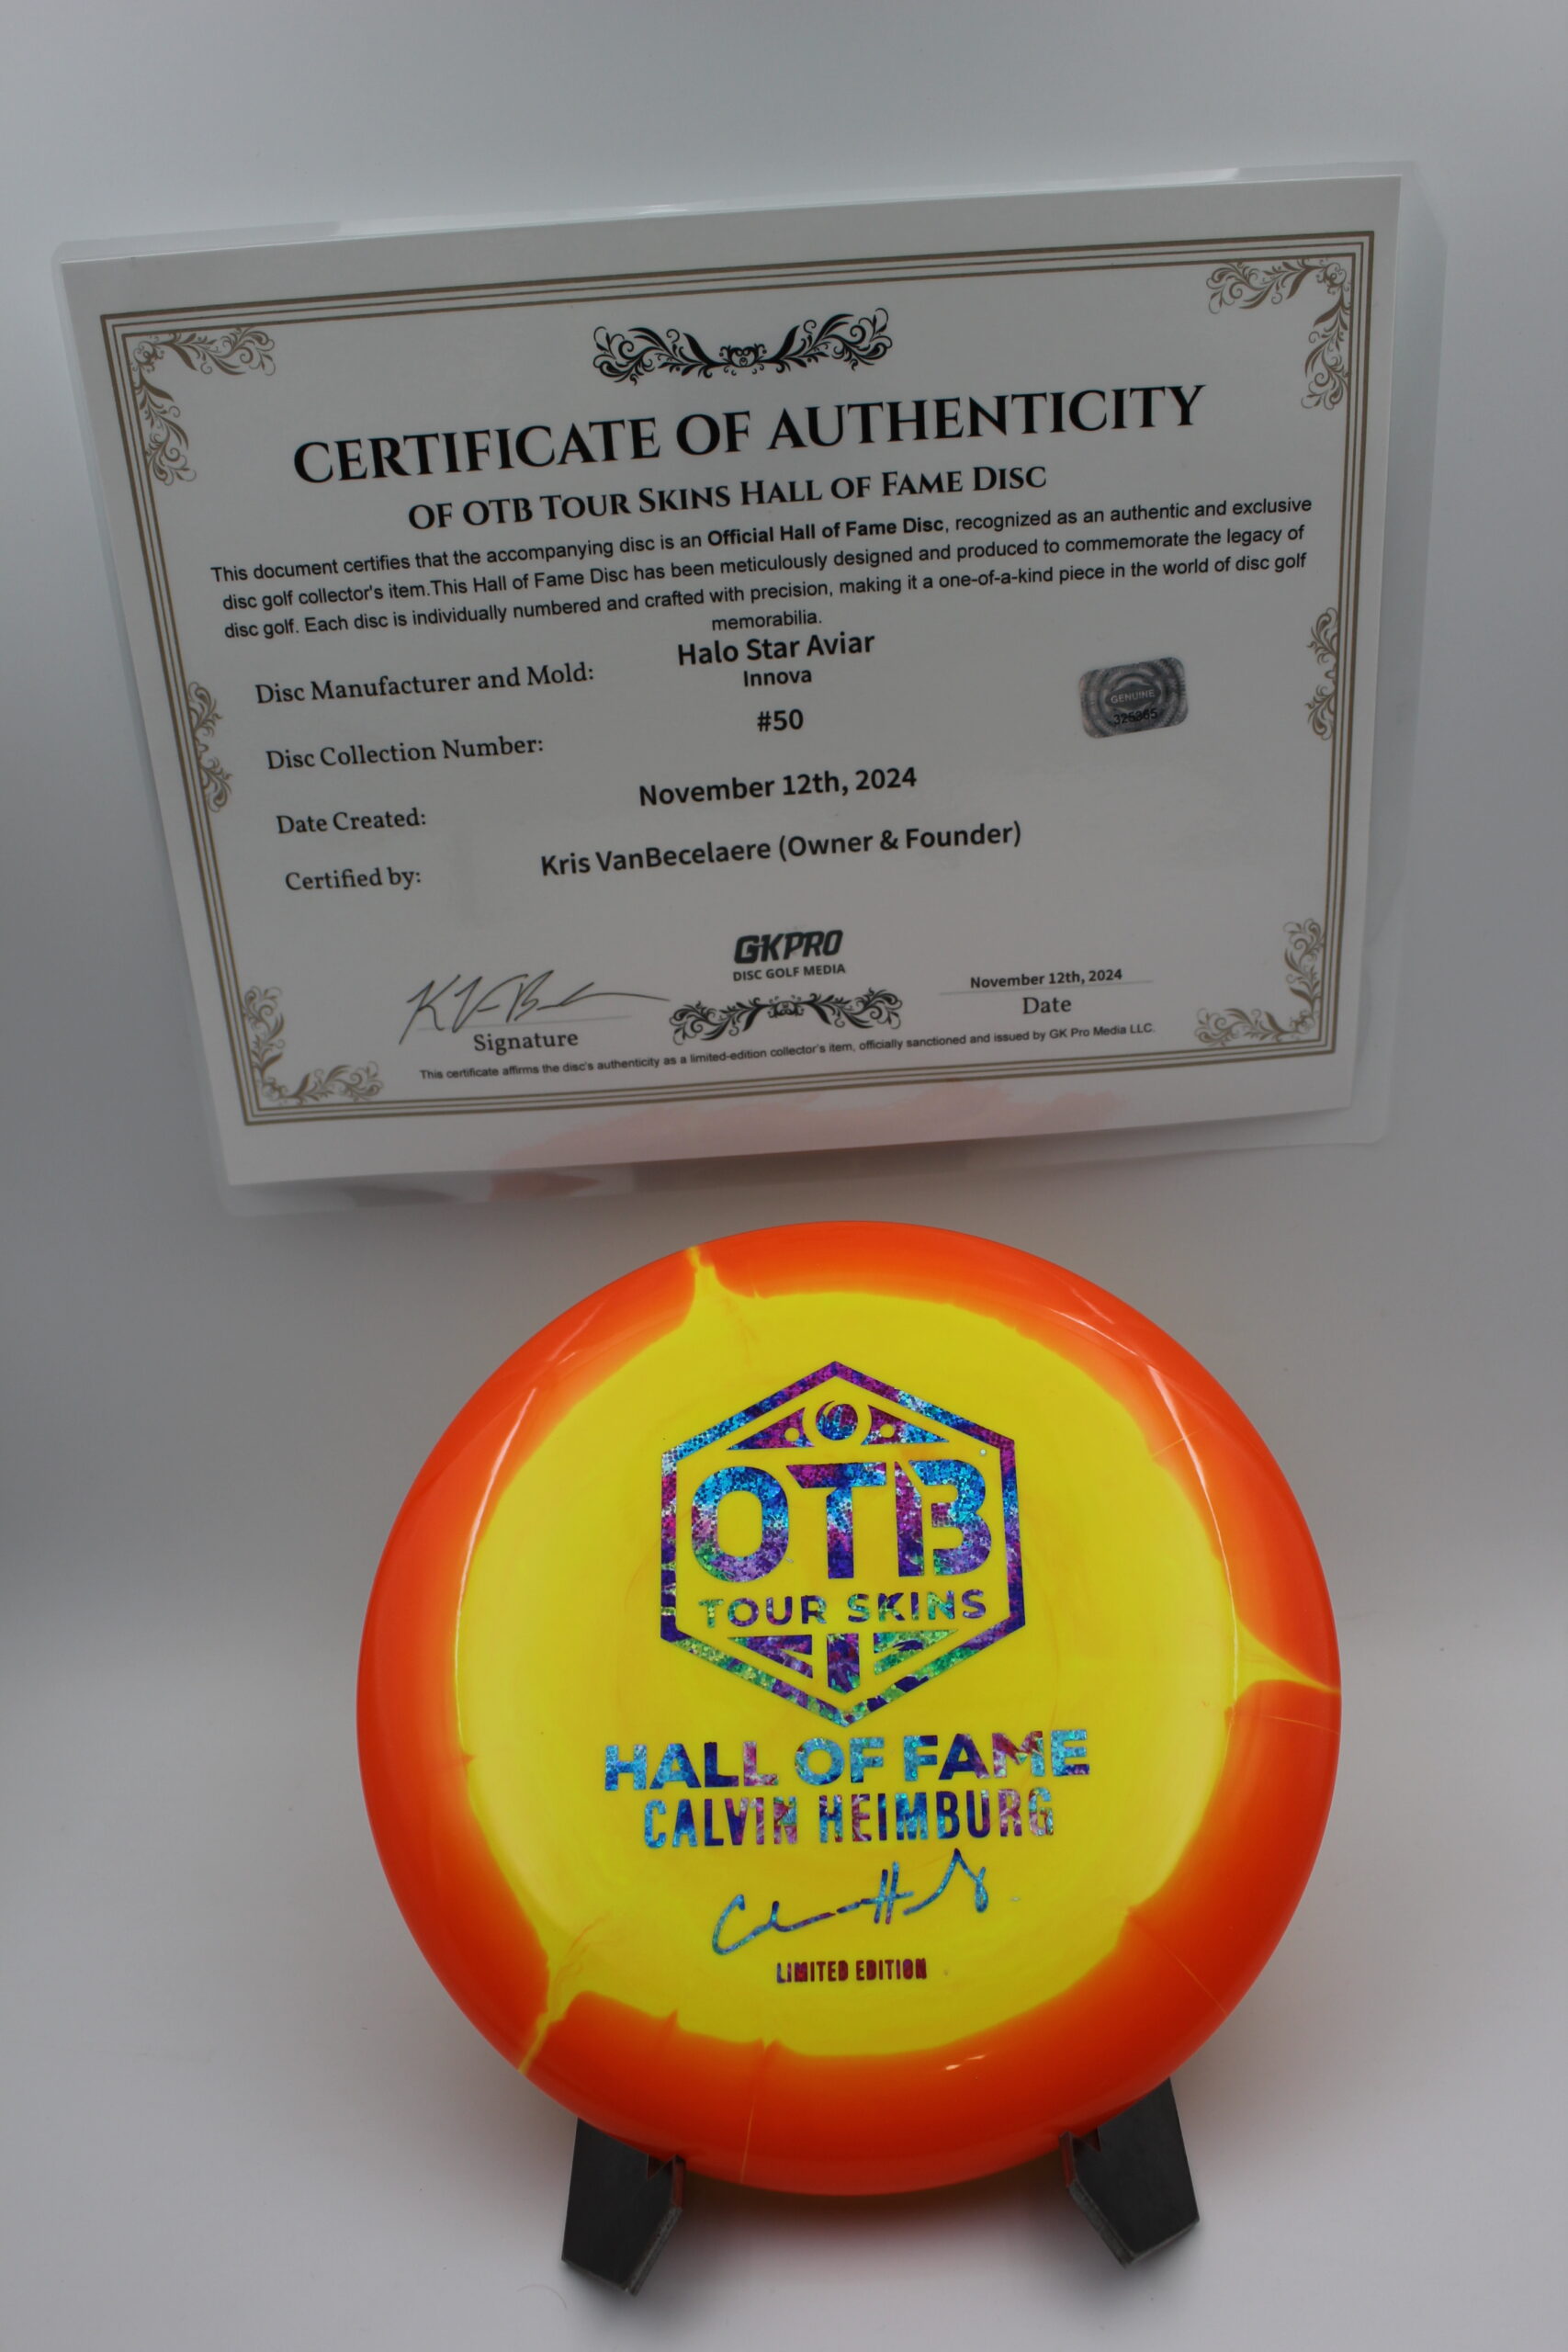 CERTIFICATE OF AUTHENTICITY
OF OTB TOUR SKINS HALL OF FAME DISC
This document certifies that the accompanying disc is an Official Hall of Fame Disc, recognized as an authentic and exclusive
disc golf collector's item.This Hall of Fame Disc has been meticulously designed and produced to commemorate the legacy of
disc golf. Each disc is individually numbered and crafted with precision, making it a one-of-a-kind piece in the world of disc golf
memorabilia.
Disc Manufacturer and Mold: Halo Star Aviar
Innova
Disc Collection Number: #50
Date Created: November 12th, 2024
Certified by: Kris VanBecelaere (Owner & Founder)
GENUINE
325365
GKPRO
DISC GOLF MEDIA
Signature
November 12th, 2024
Date
This certificate affirms the disc's authenticity as a limited-edition collector's item, officially sanctioned and issued by GK Pro Media LLC.
OTB
TOUR SKINS
HALL OF FAME
CALVIN HEIMBURG
LIMITED EDITION